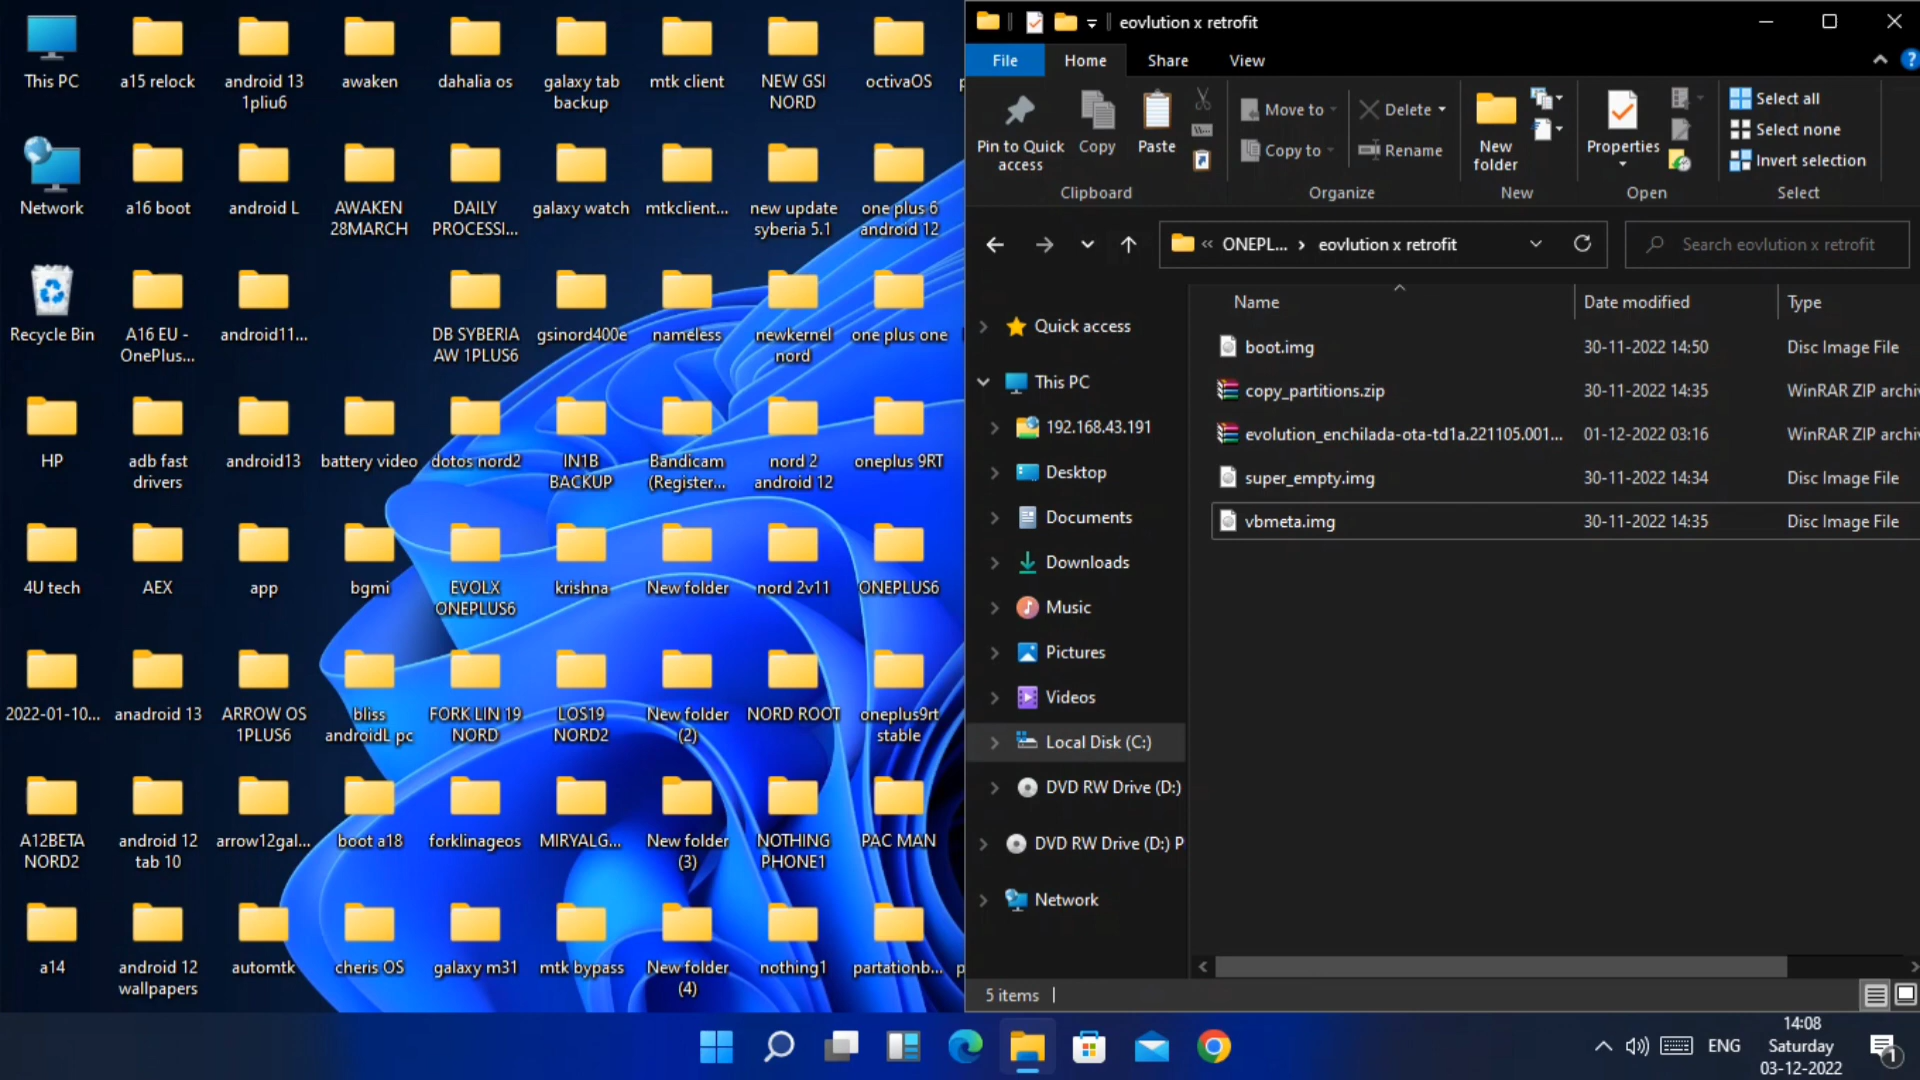 This PC
a15 relock
android 13
1pliu6
awaken
dahalia os
galaxy tab
backup
mtk client
NEW GSI
NORD
octivaOS
Network
a16 boot
android L
AWAKEN
28MARCH
DAILY
PROCESSI...
galaxy watch
mtkclient...
new update
syberia 5.1
one plus 6
android 12
Recycle Bin
A16 EU -
OnePlus...
android11...
DB SYBERIA
AW 1PLUS6
gsinord400e
nameless
newkernel
nord
one plus one
HP
adb fast
drivers
android13
battery video
dotos nord2
IN1B
BACKUP
Bandicam
(Register...
nord 2
android 12
oneplus 9RT
4U tech
AEX
app
bgmi
EVOLX
ONEPLUS6
krishna
New folder
nord 2v11
ONEPLUS6
2022-01-10...
anadroid 13
ARROW OS
1PLUS6
bliss
androidL pc
FORK LIN 19
NORD
LOS19
NORD2
New folder
(2)
NORD ROOT
oneplus9rt
stable
A12BETA
NORD2
android 12
tab 10
arrow12gal...
boot a18
forklinageos
MIRYALG...
New folder
(3)
NOTHING
PHONE1
PAC MAN
a14
android 12
wallpapers
automtk
cheris OS
galaxy m31
mtk bypass
New folder
(4)
nothing1
partationb...
eovlution x retrofit
File
Home
Share
View
Pin to Quick
access
Copy
Paste
Move to
Copy to
Delete
Rename
New
folder
Properties
Select all
Select none
Invert selection
Clipboard
Organize
New
Open
Select
« ONEPL... › eovlution x retrofit
Search eovlution x retrofit
Quick access
This PC
192.168.43.191
Desktop
Documents
Downloads
Music
Pictures
Videos
Local Disk (C:)
DVD RW Drive (D:)
DVD RW Drive (D:) P
Network
Name Date modified Type
boot.img 30-11-2022 14:50 Disc Image File
copy_partitions.zip 30-11-2022 14:35 WinRAR ZIP archiv
evolution_enchilada-ota-td1a.221105.001... 01-12-2022 03:16 WinRAR ZIP archiv
super_empty.img 30-11-2022 14:34 Disc Image File
vbmeta.img 30-11-2022 14:35 Disc Image File
5 items
ENG
14:08
Saturday
03-12-2022
1